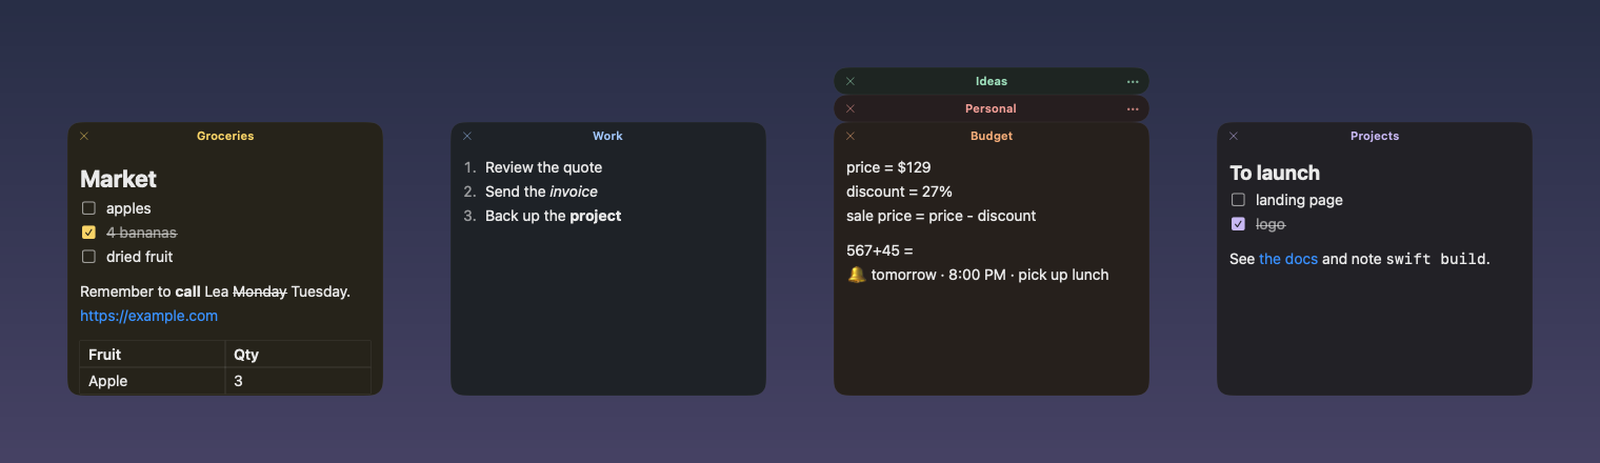 Groceries
Market
apples
4 bananas
dried fruit
Remember to call Lea Monday Tuesday.
https://example.com
Fruit Qty
Apple 3
Work
1. Review the quote
2. Send the invoice
3. Back up the project
Ideas
Personal
Budget
price = $129
discount = 27%
sale price = price - discount
567+45 =
🔔 tomorrow · 8:00 PM · pick up lunch
Projects
To launch
landing page
logo
See the docs and note swift build.